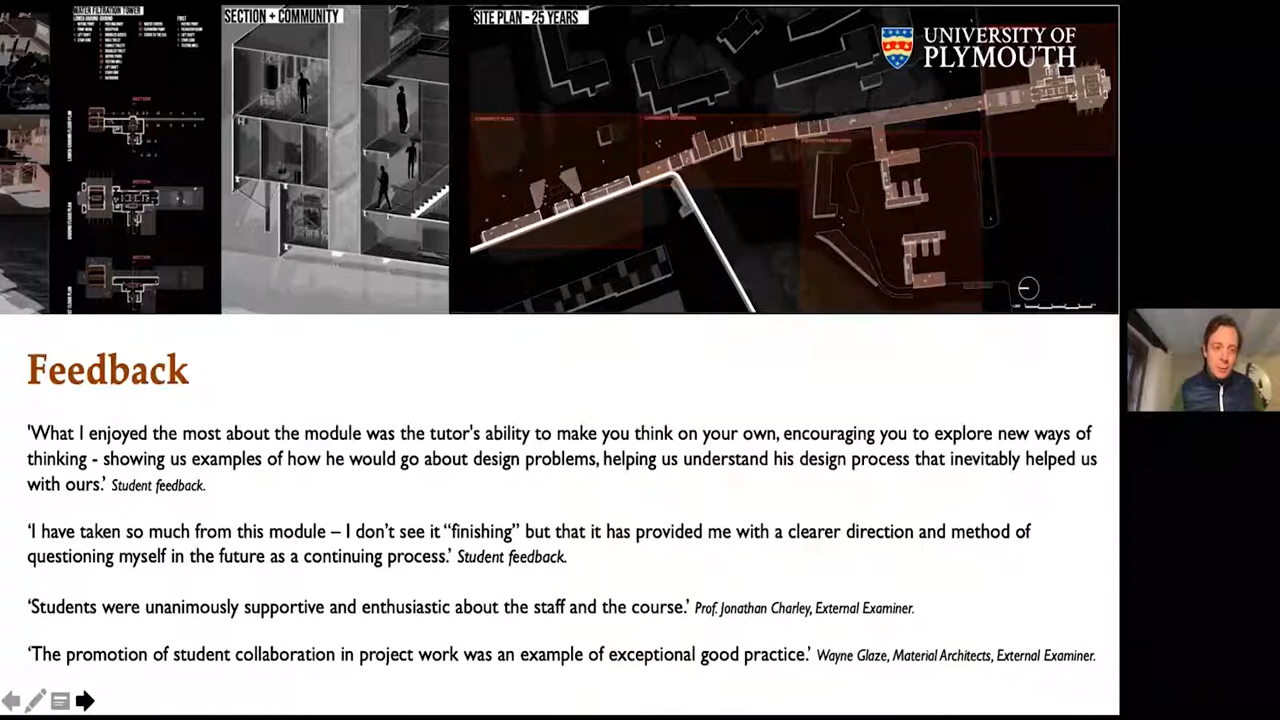 WATER FILTRATION TOWER
SECTION + COMMUNITY
SITE PLAN - 25 YEARS
UNIVERSITY OF
PLYMOUTH
Feedback
'What I enjoyed the most about the module was the tutor's ability to make you think on your own, encouraging you to explore new ways of
thinking - showing us examples of how he would go about design problems, helping us understand his design process that inevitably helped us
with ours.’ Student feedback.
‘I have taken so much from this module – I don’t see it “finishing” but that it has provided me with a clearer direction and method of
questioning myself in the future as a continuing process.’ Student feedback.
‘Students were unanimously supportive and enthusiastic about the staff and the course.’ Prof. Jonathan Charley, External Examiner.
‘The promotion of student collaboration in project work was an example of exceptional good practice.’ Wayne Glaze, Material Architects, External Examiner.